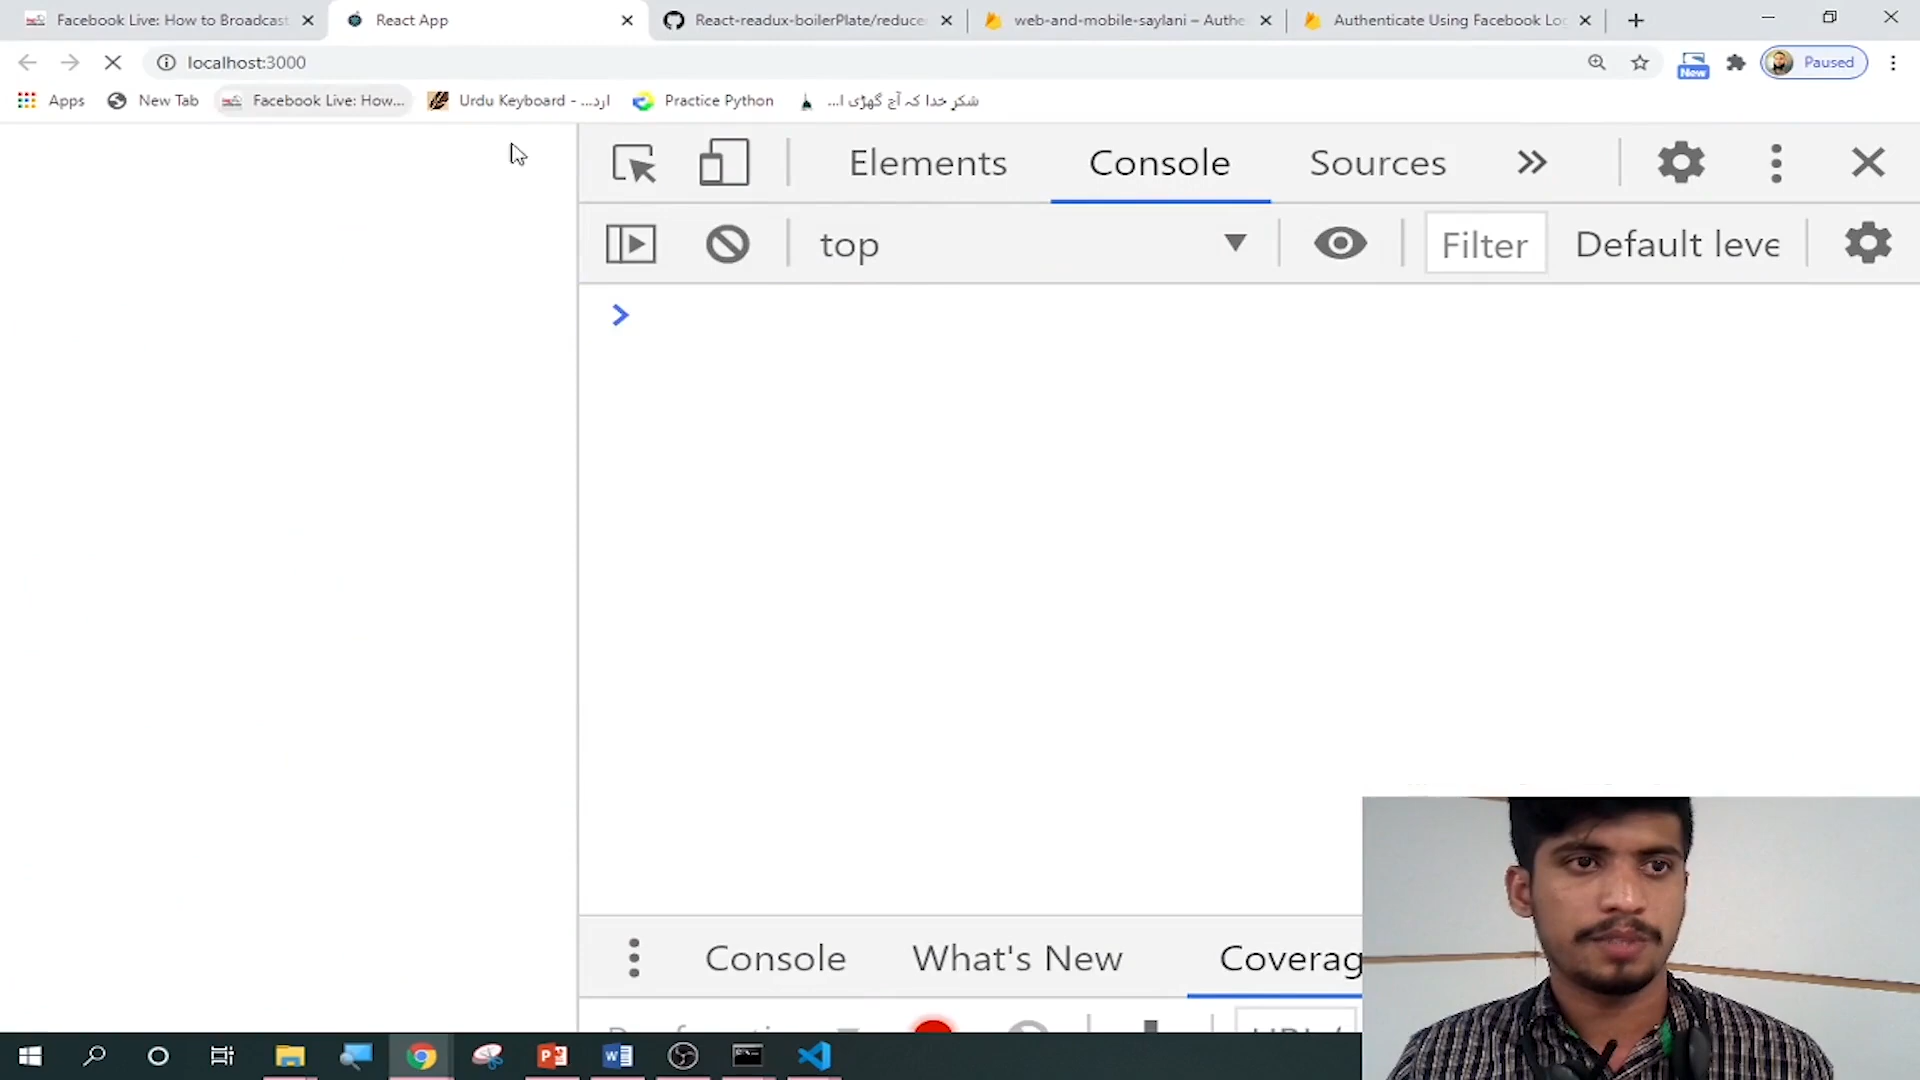 Facebook Live: How to Broadcast
React App
React-readux-boilerPlate/reduce
web-and-mobile-saylani – Authe
Authenticate Using Facebook Lo
localhost:3000
New
Paused
Apps
New Tab
Facebook Live: How...
Urdu Keyboard - ...ارد
Practice Python
شکر خدا کہ آج گھڑی ا...
Elements
Console
Sources
top
Filter
Default leve
Console
What's New
Coverag